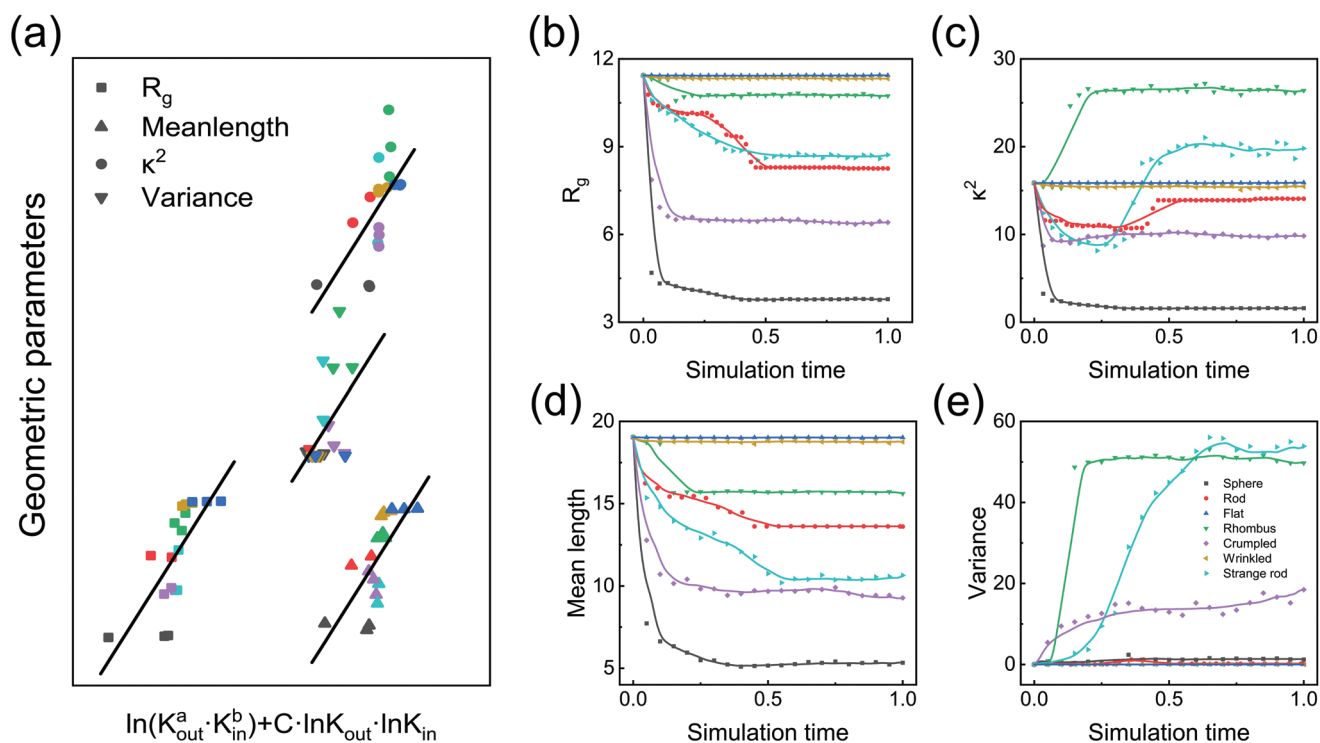 (a)
Geometric parameters
R_g
Meanlength
κ²
Variance
ln(K^a_out·K^b_in)+C·lnK_out·lnK_in
(b)
R_g
12
9
6
3
0.0 0.5 1.0
Simulation time
(c)
κ²
30
20
10
0
0.0 0.5 1.0
Simulation time
(d)
Mean length
20
15
10
5
0.0 0.5 1.0
Simulation time
(e)
Variance
60
40
20
0
Sphere
Rod
Flat
Rhombus
Crumpled
Wrinkled
Strange rod
0.0 0.5 1.0
Simulation time